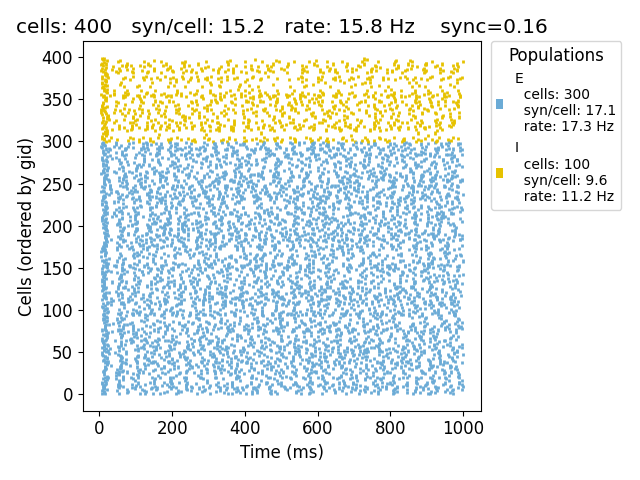 cells: 400   syn/cell: 15.2   rate: 15.8 Hz    sync=0.16
Populations
E
cells: 300
syn/cell: 17.1
rate: 17.3 Hz
I
cells: 100
syn/cell: 9.6
rate: 11.2 Hz
Cells (ordered by gid)
400
350
300
250
200
150
100
50
0
0 200 400 600 800 1000
Time (ms)